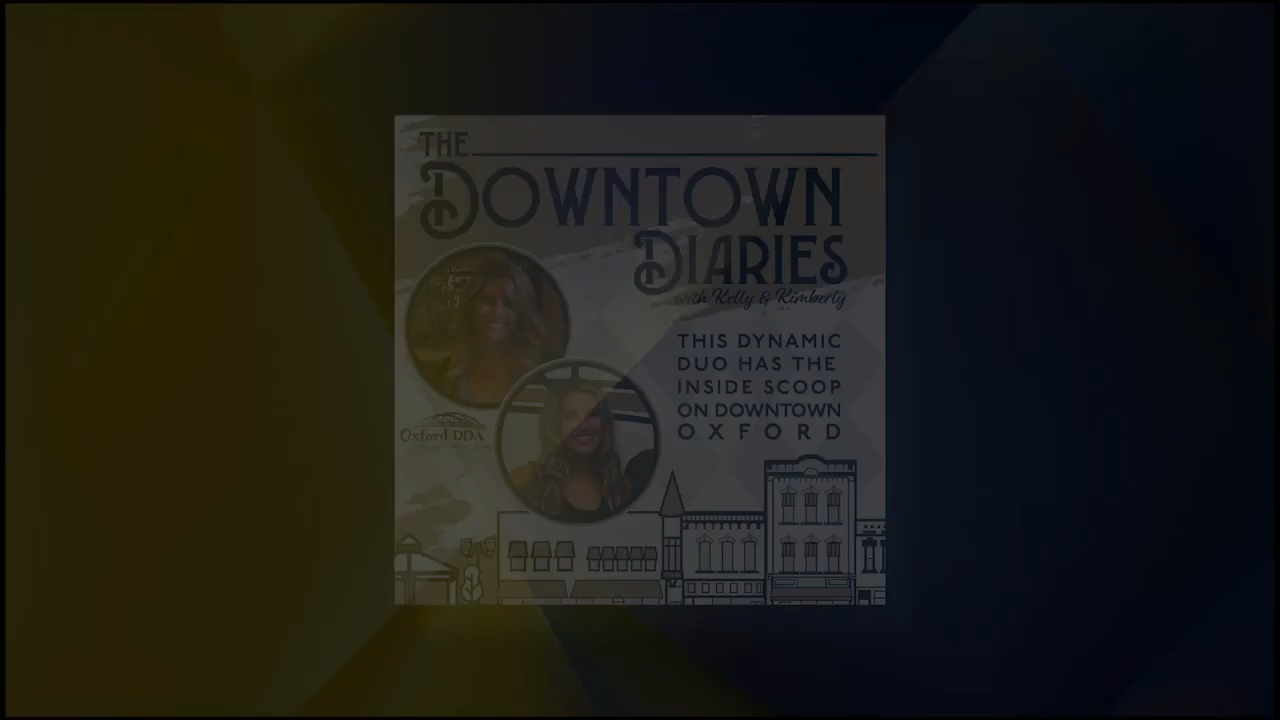 THE
DOWNTOWN
DIARIES
with Kelly & Kimberly
THIS DYNAMIC
DUO HAS THE
INSIDE SCOOP
ON DOWNTOWN
OXFORD
Oxford DDA